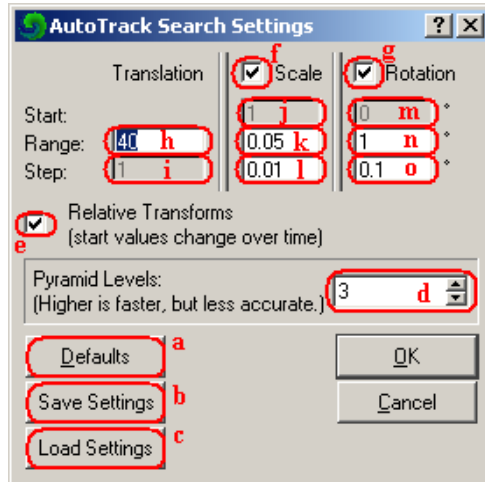 AutoTrack Search Settings ? X
f g
Translation Scale Rotation
Start: 1 j 0 m °
Range: 40 h 0.05 k 1 n °
Step: 1 i 0.01 l 0.1 o °
e Relative Transforms
(start values change over time)
Pyramid Levels:
(Higher is faster, but less accurate.) 3 d
Defaults a OK
Save Settings b Cancel
Load Settings c